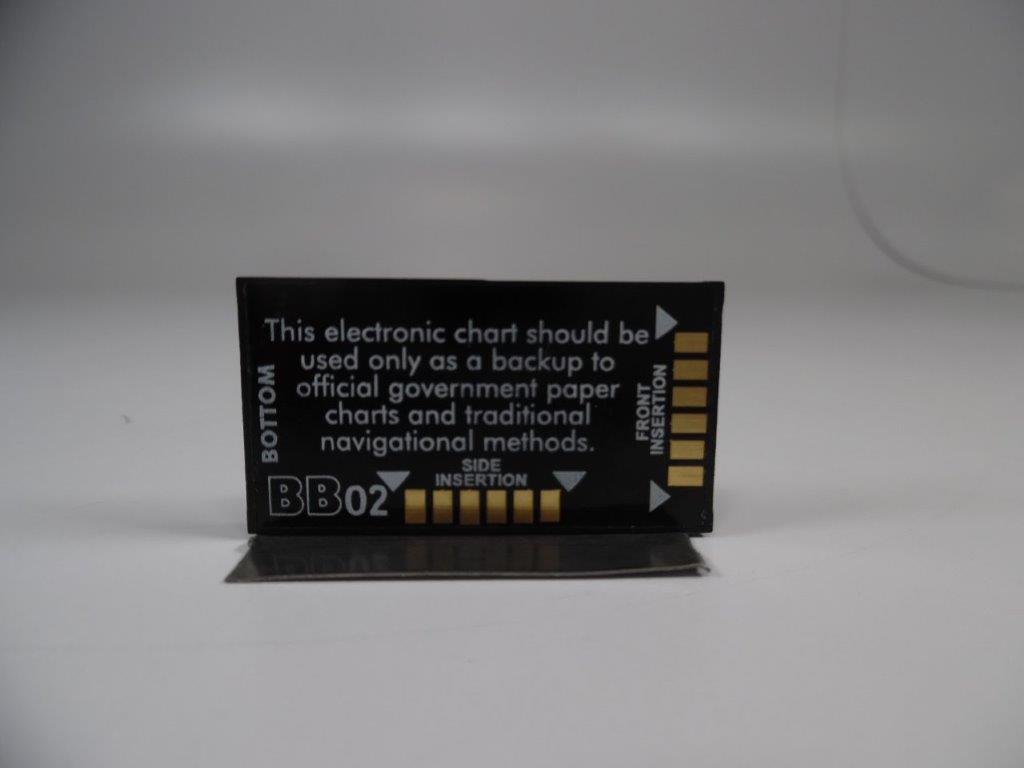 This electronic chart should be
used only as a backup to
official government paper
charts and traditional
navigational methods.
BOTTOM
FRONT
INSERTION
SIDE
INSERTION
BB02